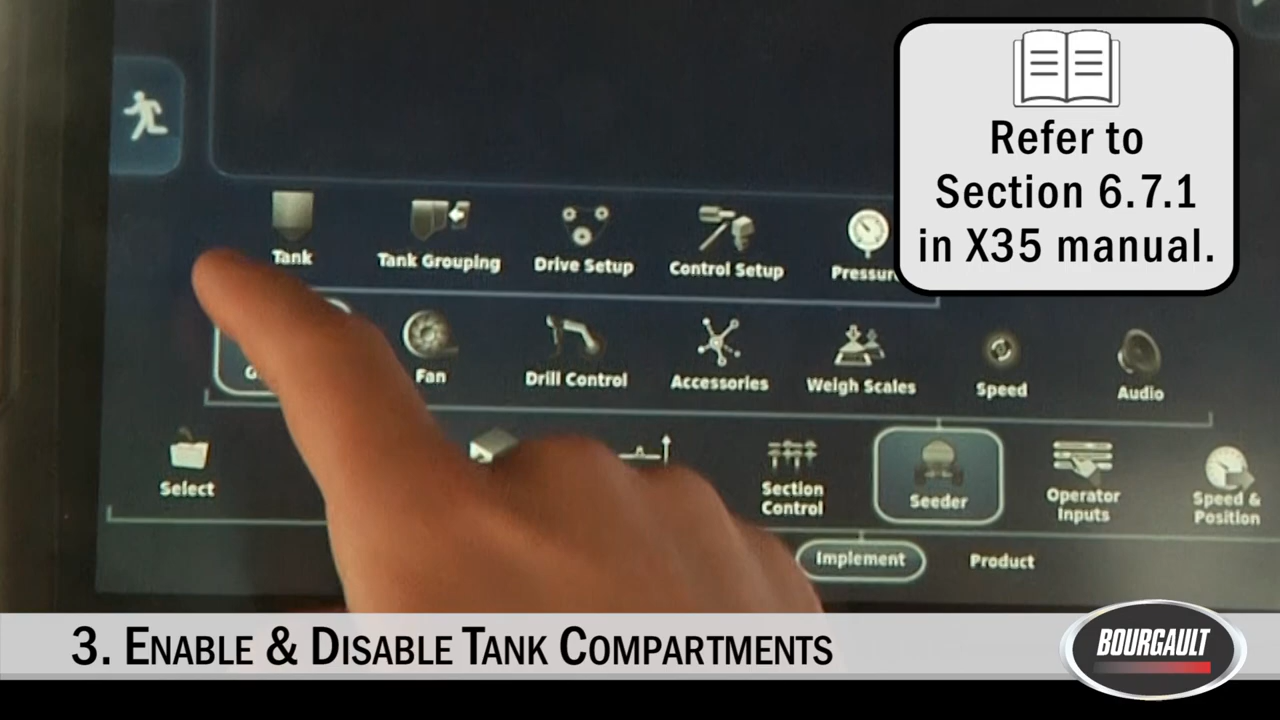 Refer to
Section 6.7.1
in X35 manual.
Tank
Tank Grouping
Drive Setup
Control Setup
Pressure
Fan
Drill Control
Accessories
Weigh Scales
Speed
Audio
Select
Section
Control
Seeder
Operator
Inputs
Speed &
Position
Implement
Product
3. ENABLE & DISABLE TANK COMPARTMENTS
BOURGAULT